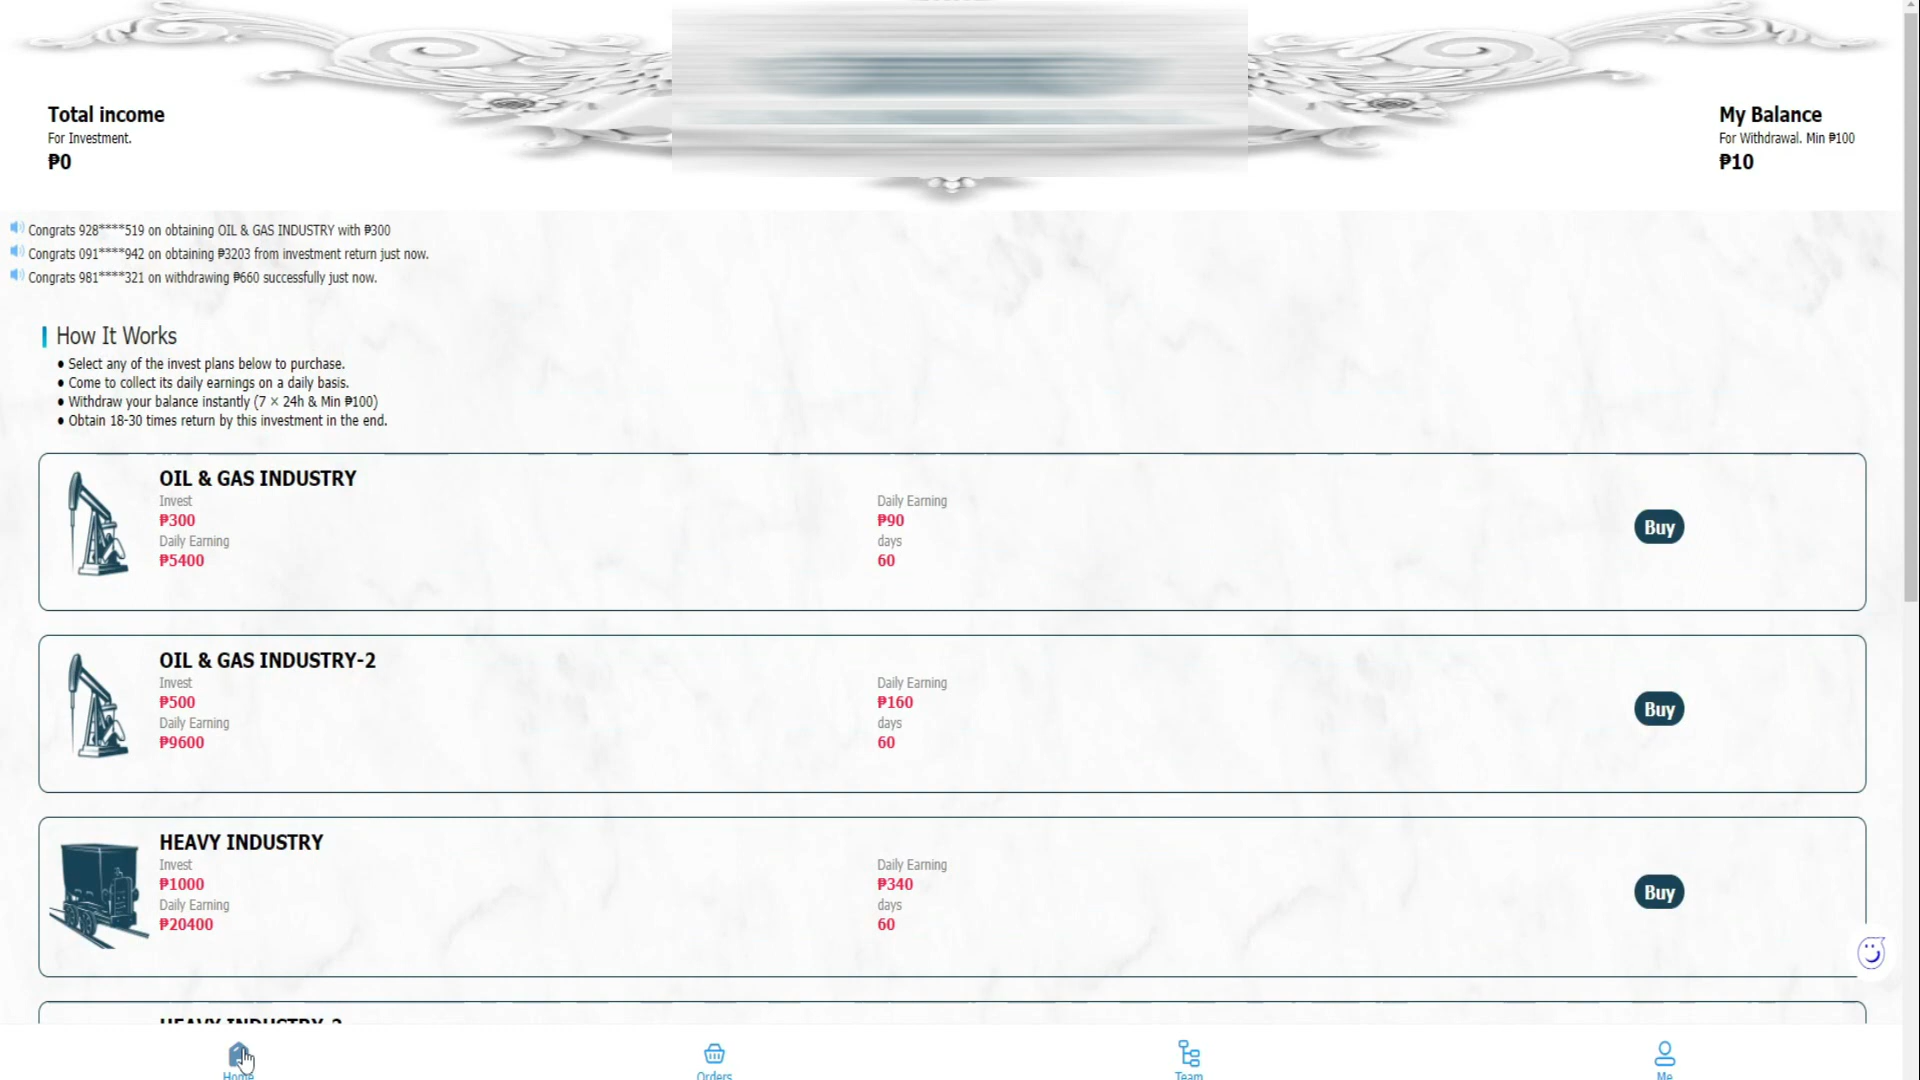 Total income
For Investment.
₱0
My Balance
For Withdrawal. Min ₱100
₱10
Congrats 928****519 on obtaining OIL & GAS INDUSTRY with ₱300
Congrats 091****942 on obtaining ₱3203 from investment return just now.
Congrats 981****321 on withdrawing ₱660 successfully just now.
How It Works
● Select any of the invest plans below to purchase.
● Come to collect its daily earnings on a daily basis.
● Withdraw your balance instantly (7 × 24h & Min ₱100)
● Obtain 18-30 times return by this investment in the end.
OIL & GAS INDUSTRY
Invest
₱300
Daily Earning
₱5400
Daily Earning
₱90
days
60
Buy
OIL & GAS INDUSTRY-2
Invest
₱500
Daily Earning
₱9600
Daily Earning
₱160
days
60
Buy
HEAVY INDUSTRY
Invest
₱1000
Daily Earning
₱20400
Daily Earning
₱340
days
60
Buy
HEAVY INDUSTRY-2
Home
Orders
Team
Me